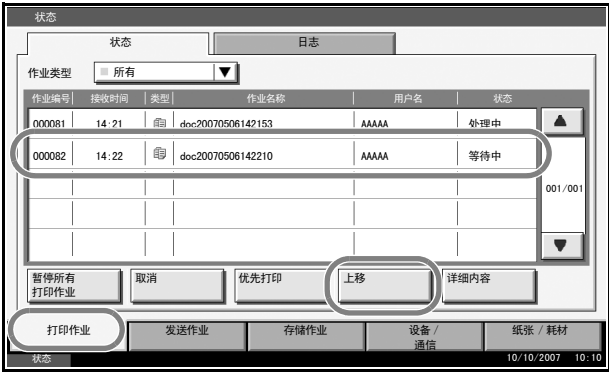 状态
状态 日志
作业类型 所有
作业编号 接收时间 类型 作业名称 用户名 状态
000081 14:21 doc20070506142153 AAAAA 处理中
000082 14:22 doc20070506142210 AAAAA 等待中
001/001
暂停所有 取消 优先打印 上移 详细内容
打印作业
打印作业 发送作业 存储作业 设备 / 纸张 / 耗材
通信
状态 10/10/2007 10:10